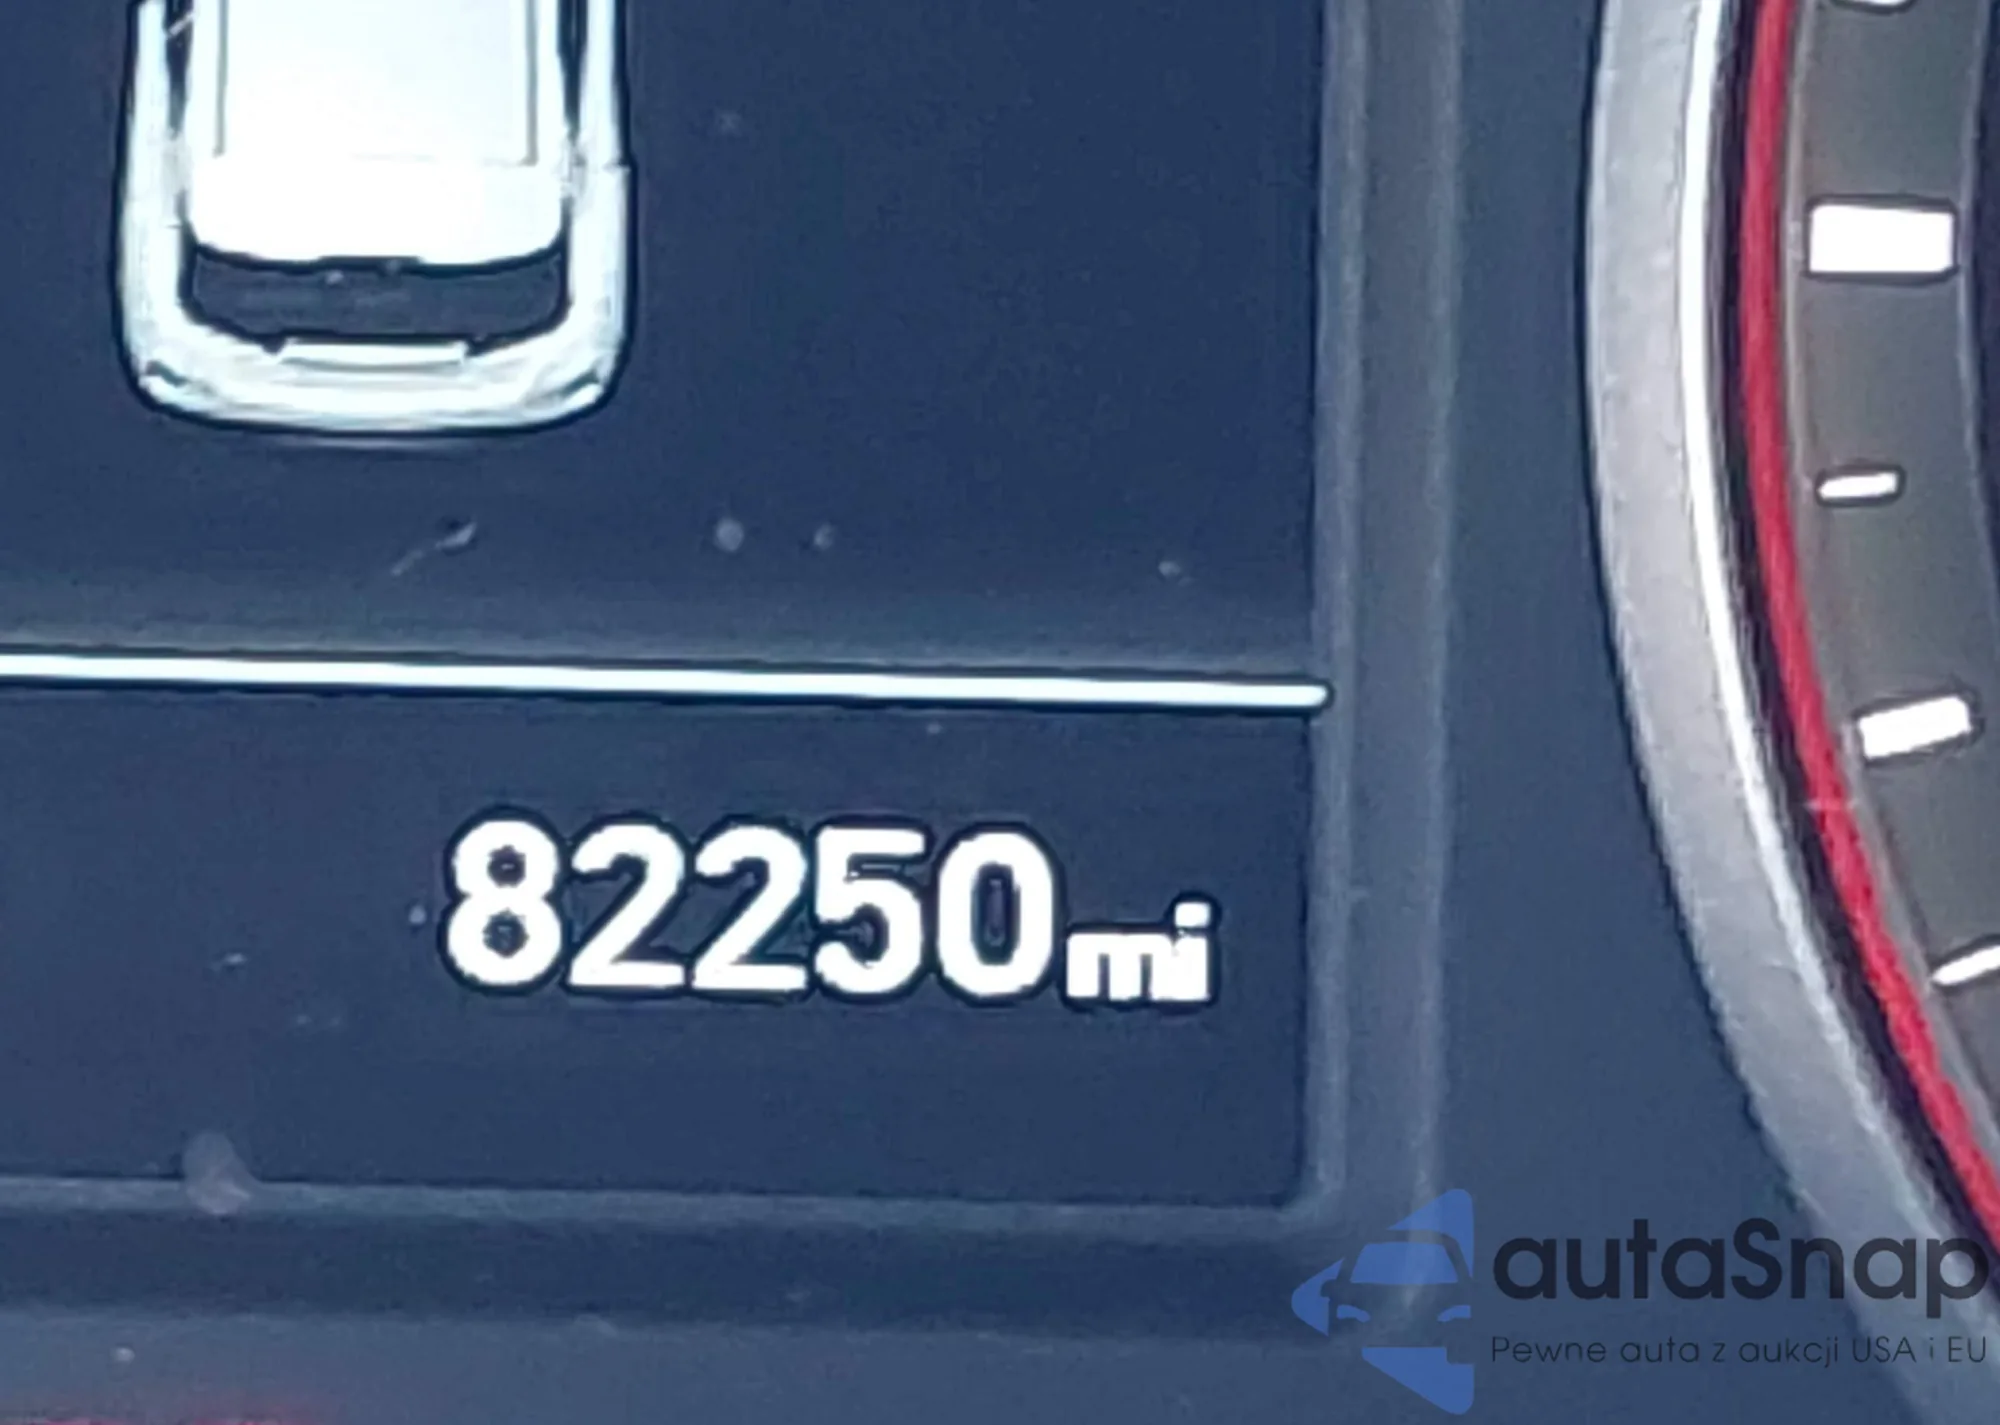 82250mi
autaSnap
Pewne auta z aukcji USA i EU